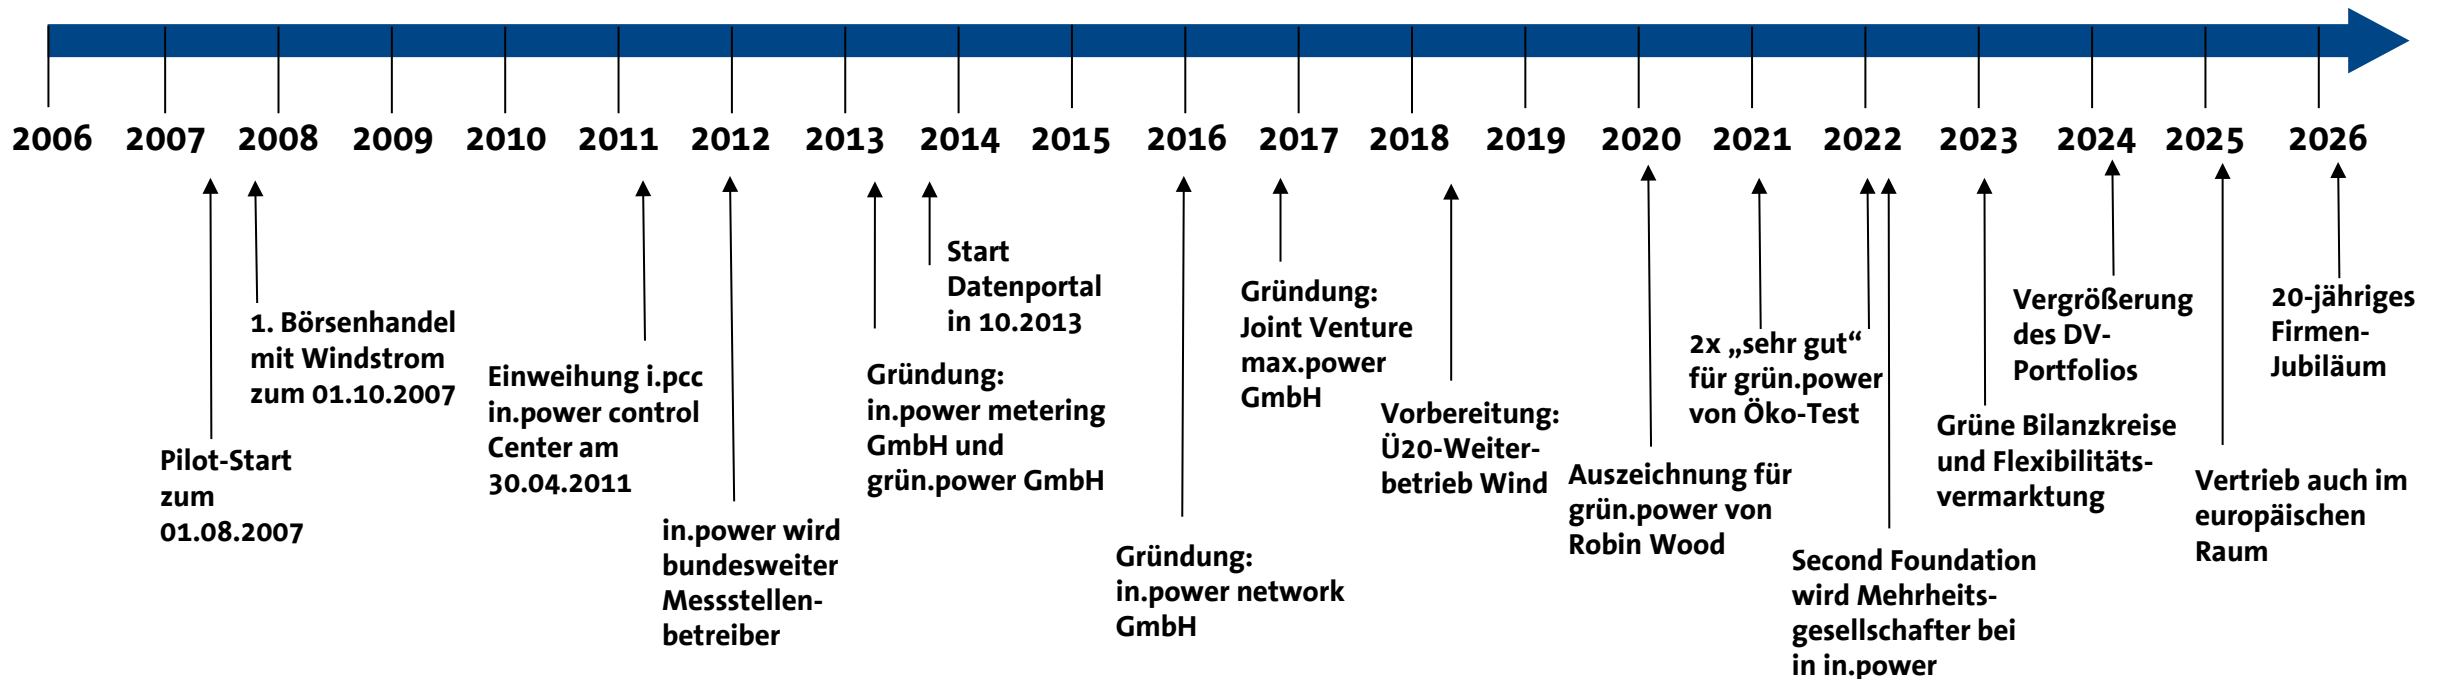 2006 2007 2008 2009 2010 2011 2012 2013 2014 2015 2016 2017 2018 2019 2020 2021 2022 2023 2024 2025 2026
Pilot-Start
zum
01.08.2007
1. Börsenhandel
mit Windstrom
zum 01.10.2007
Einweihung i.pcc
in.power control
Center am
30.04.2011
in.power wird
bundesweiter
Messstellen-
betreiber
Gründung:
in.power metering
GmbH und
grün.power GmbH
Start
Datenportal
in 10.2013
Gründung:
in.power network
GmbH
Gründung:
Joint Venture
max.power
GmbH
Vorbereitung:
Ü20-Weiter-
betrieb Wind
Auszeichnung für
grün.power von
Robin Wood
2x „sehr gut“
für grün.power
von Öko-Test
Second Foundation
wird Mehrheits-
gesellschafter bei
in in.power
Grüne Bilanzkreise
und Flexibilitäts-
vermarktung
Vergrößerung
des DV-
Portfolios
Vertrieb auch im
europäischen
Raum
20-jähriges
Firmen-
Jubiläum